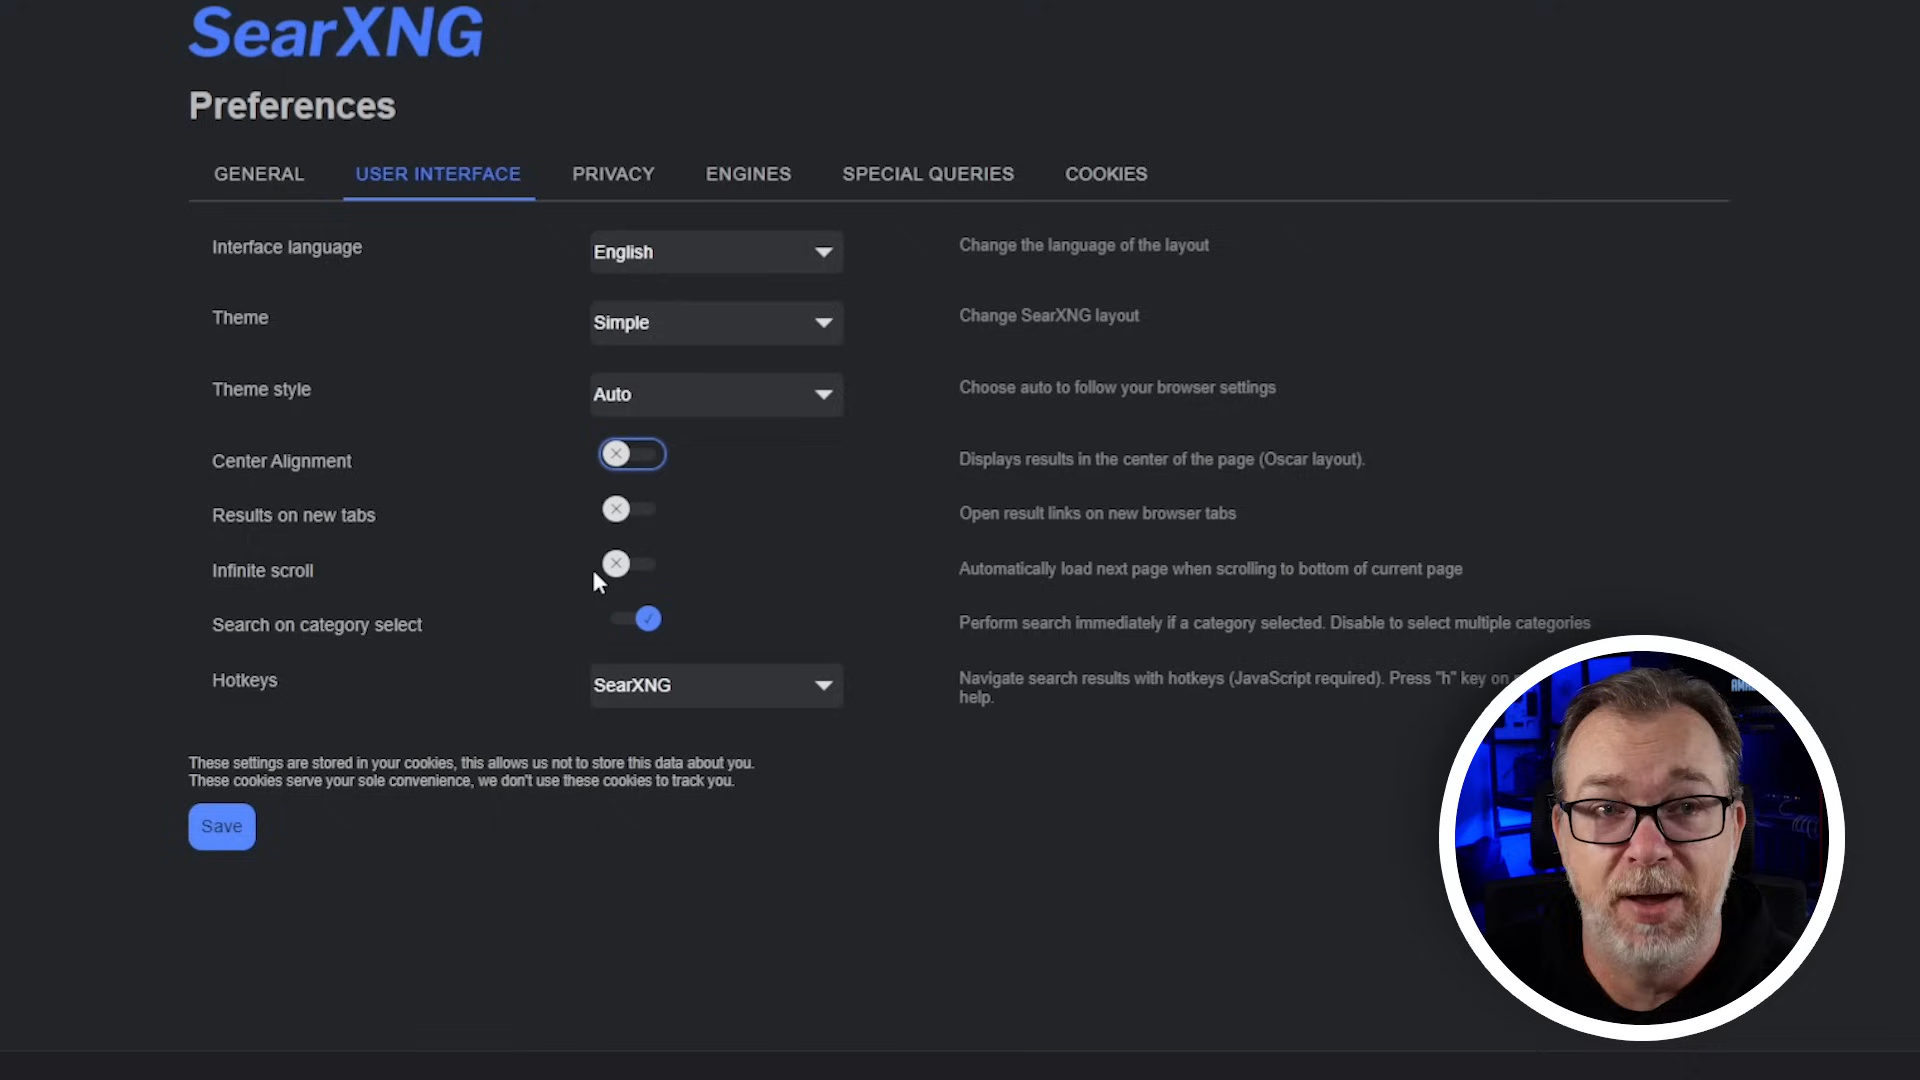 SearXNG
Preferences
GENERAL USER INTERFACE PRIVACY ENGINES SPECIAL QUERIES COOKIES
Interface language English Change the language of the layout
Theme Simple Change SearXNG layout
Theme style Auto Choose auto to follow your browser settings
Center Alignment Displays results in the center of the page (Oscar layout).
Results on new tabs Open result links on new browser tabs
Infinite scroll Automatically load next page when scrolling to bottom of current page
Search on category select Perform search immediately if a category selected. Disable to select multiple categories
Hotkeys SearXNG Navigate search results with hotkeys (JavaScript required). Press "h" key on
help.
These settings are stored in your cookies, this allows us not to store this data about you.
These cookies serve your sole convenience, we don't use these cookies to track you.
Save